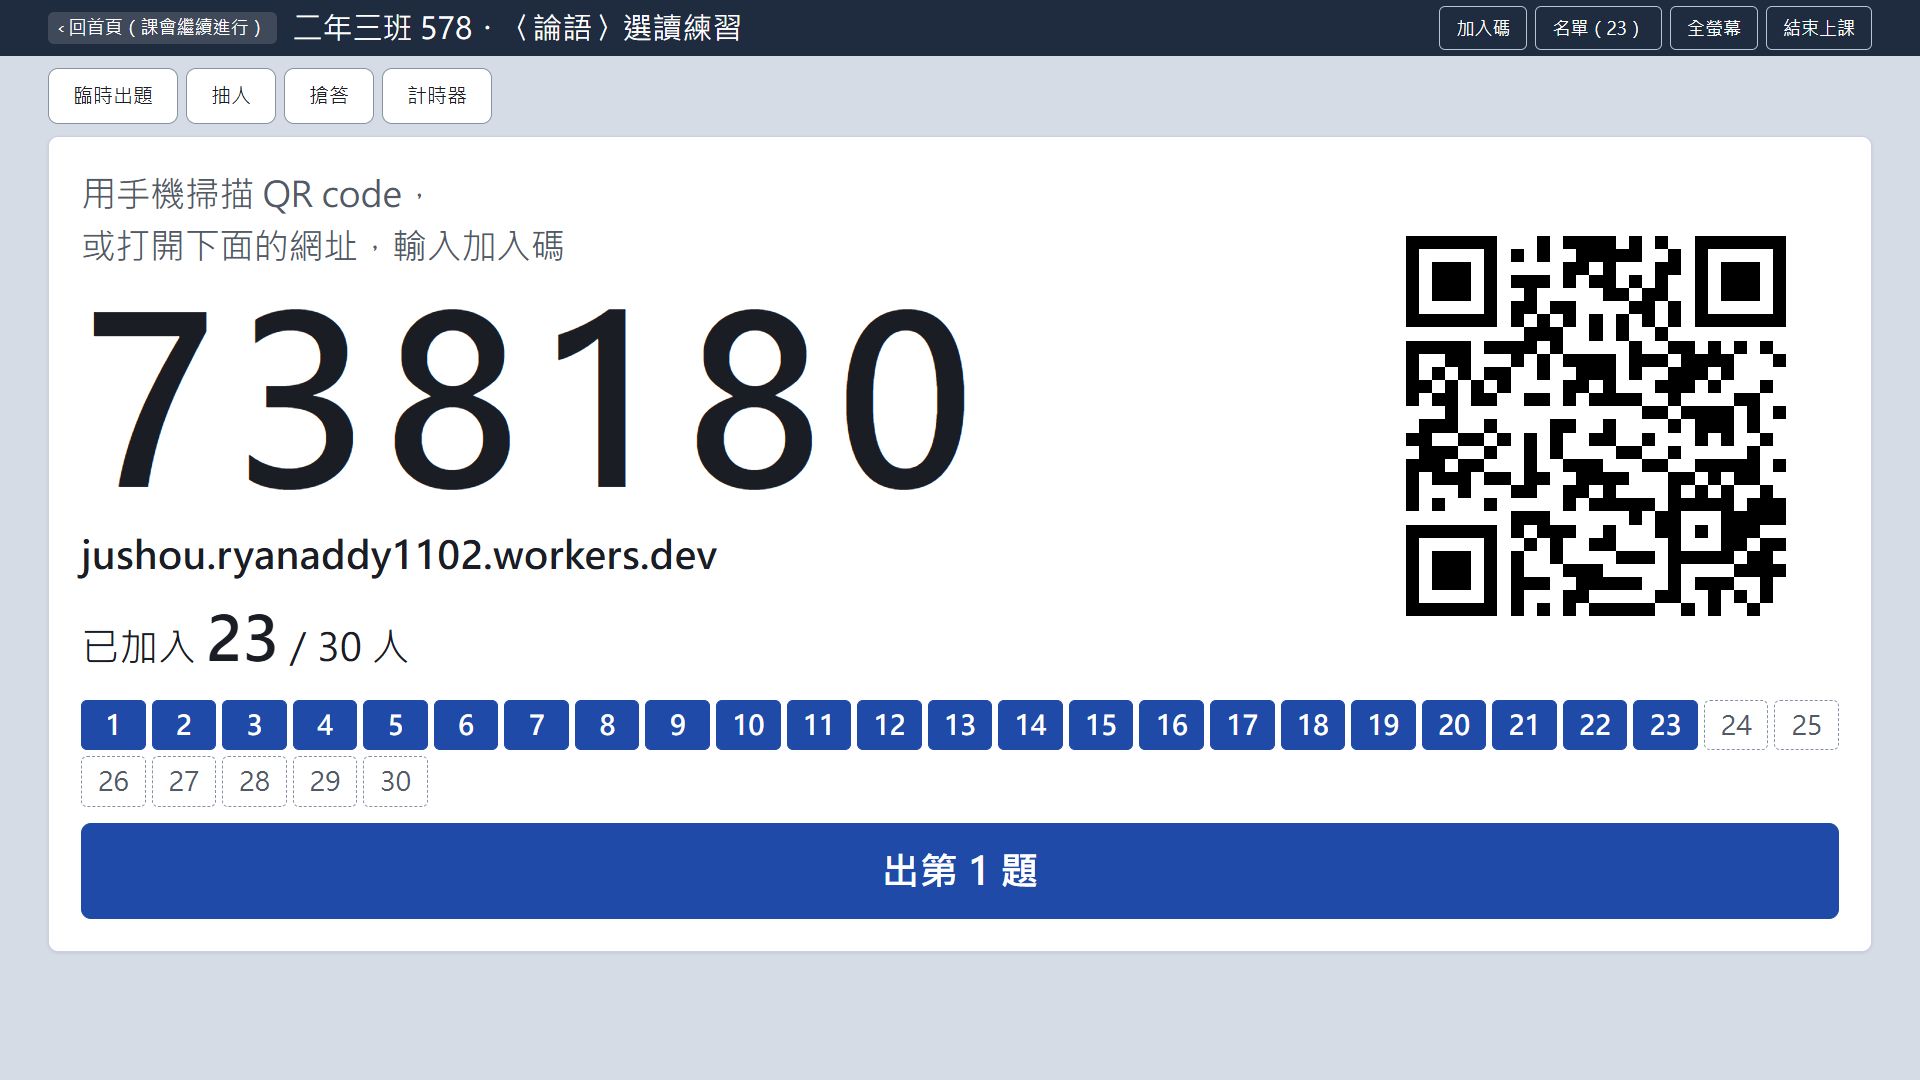 ‹ 回首頁（課會繼續進行） 二年三班 578．〈論語〉選讀練習 加入碼 名單（23） 全螢幕 結束上課
臨時出題 抽人 搶答 計時器
用手機掃描 QR code，
或打開下面的網址，輸入加入碼
738180
jushou.ryanaddy1102.workers.dev
已加入 23 / 30 人
1 2 3 4 5 6 7 8 9 10 11 12 13 14 15 16 17 18 19 20 21 22 23 24 25
26 27 28 29 30
出第 1 題